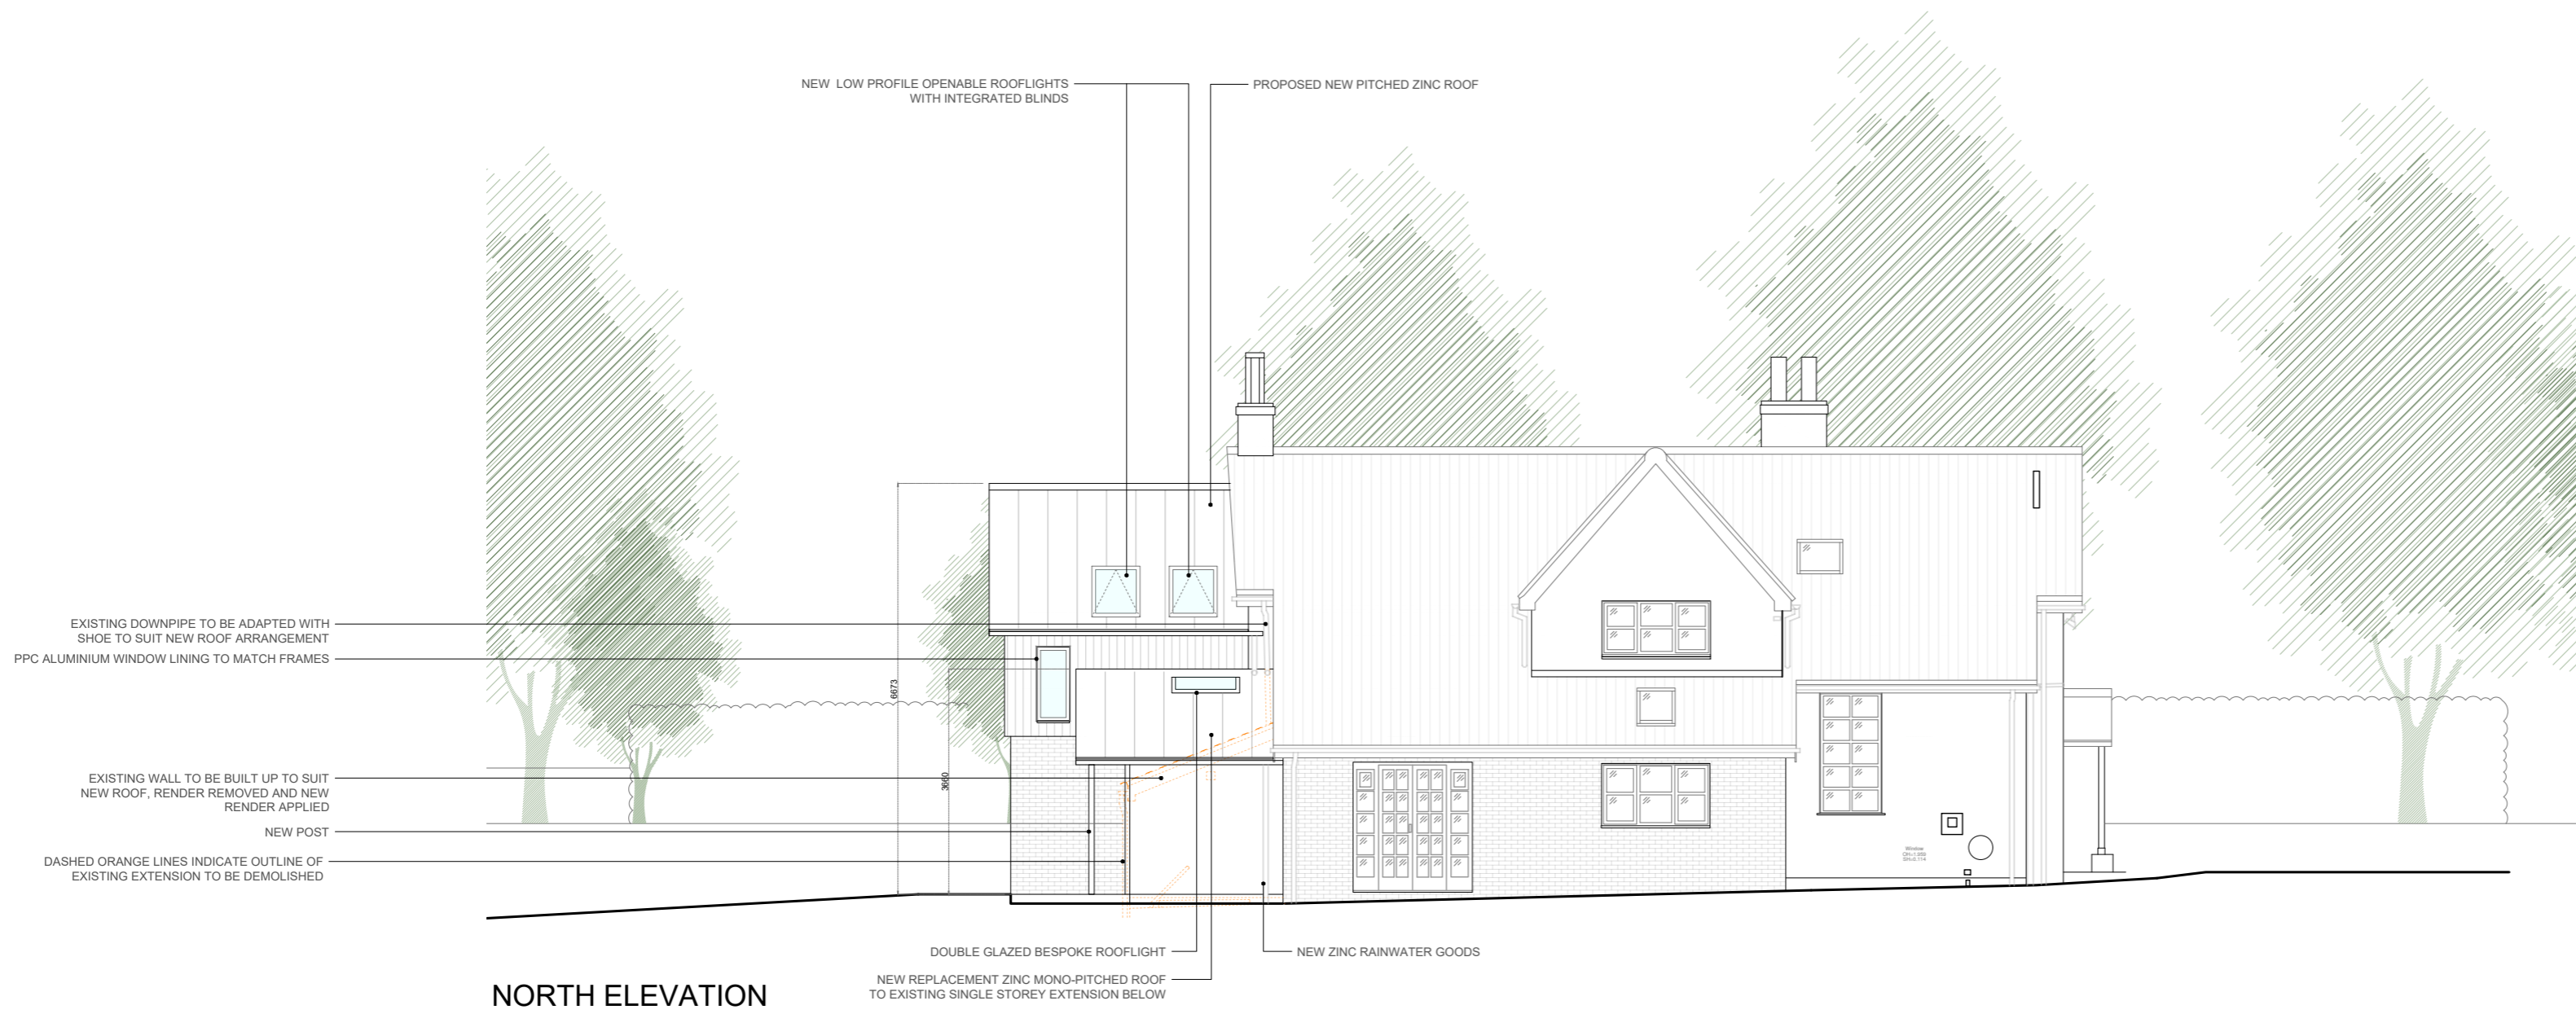 NEW LOW PROFILE OPENABLE ROOFLIGHTS
WITH INTEGRATED BLINDS
PROPOSED NEW PITCHED ZINC ROOF
EXISTING DOWNPIPE TO BE ADAPTED WITH
SHOE TO SUIT NEW ROOF ARRANGEMENT
PPC ALUMINIUM WINDOW LINING TO MATCH FRAMES
6673
3660
EXISTING WALL TO BE BUILT UP TO SUIT
NEW ROOF, RENDER REMOVED AND NEW
RENDER APPLIED
NEW POST
DASHED ORANGE LINES INDICATE OUTLINE OF
EXISTING EXTENSION TO BE DEMOLISHED
Window
DOUBLE GLAZED BESPOKE ROOFLIGHT
NEW ZINC RAINWATER GOODS
NEW REPLACEMENT ZINC MONO-PITCHED ROOF
TO EXISTING SINGLE STOREY EXTENSION BELOW
NORTH ELEVATION